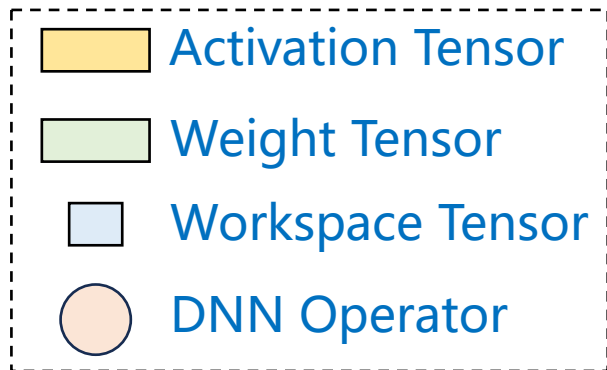 Activation Tensor
Weight Tensor
Workspace Tensor
DNN Operator